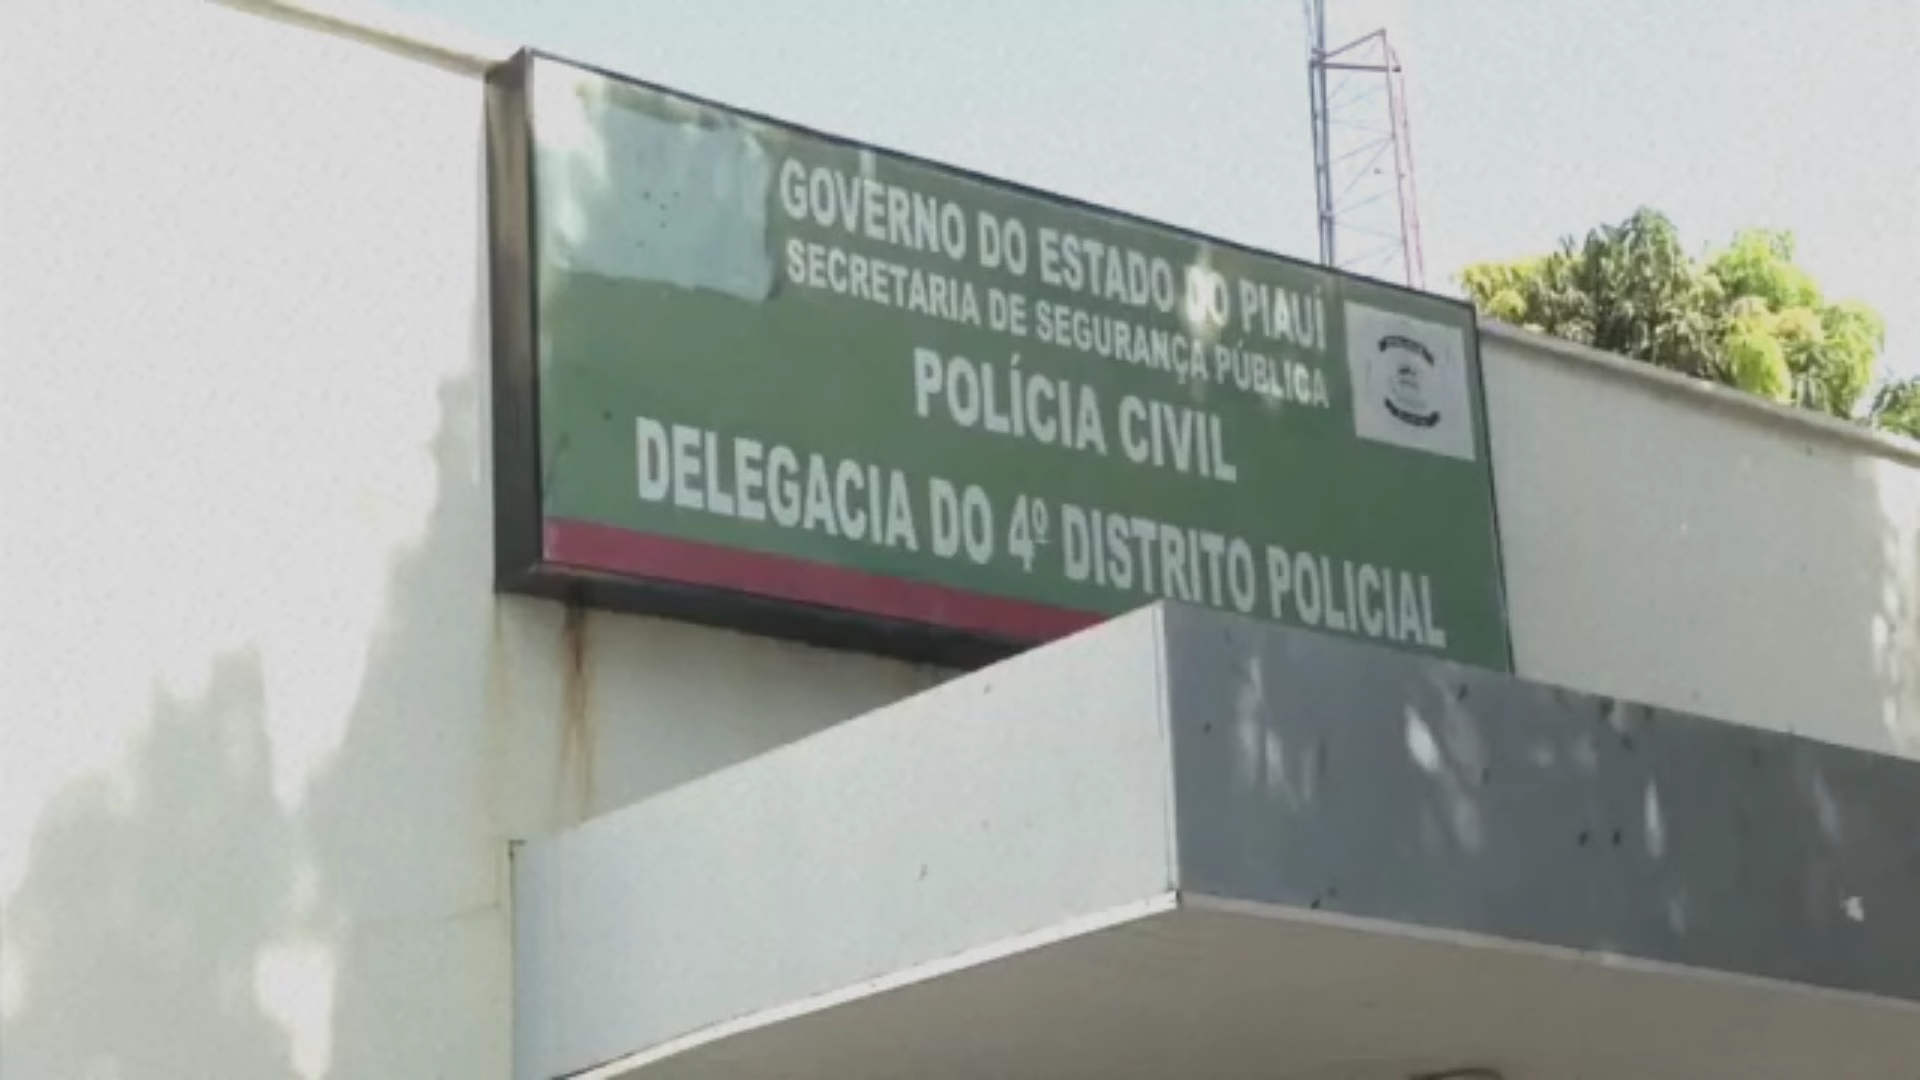 GOVERNO DO ESTADO DO PIAUÍ
SECRETARIA DE SEGURANÇA PÚBLICA
POLÍCIA CIVIL
DELEGACIA DO 4º DISTRITO POLICIAL